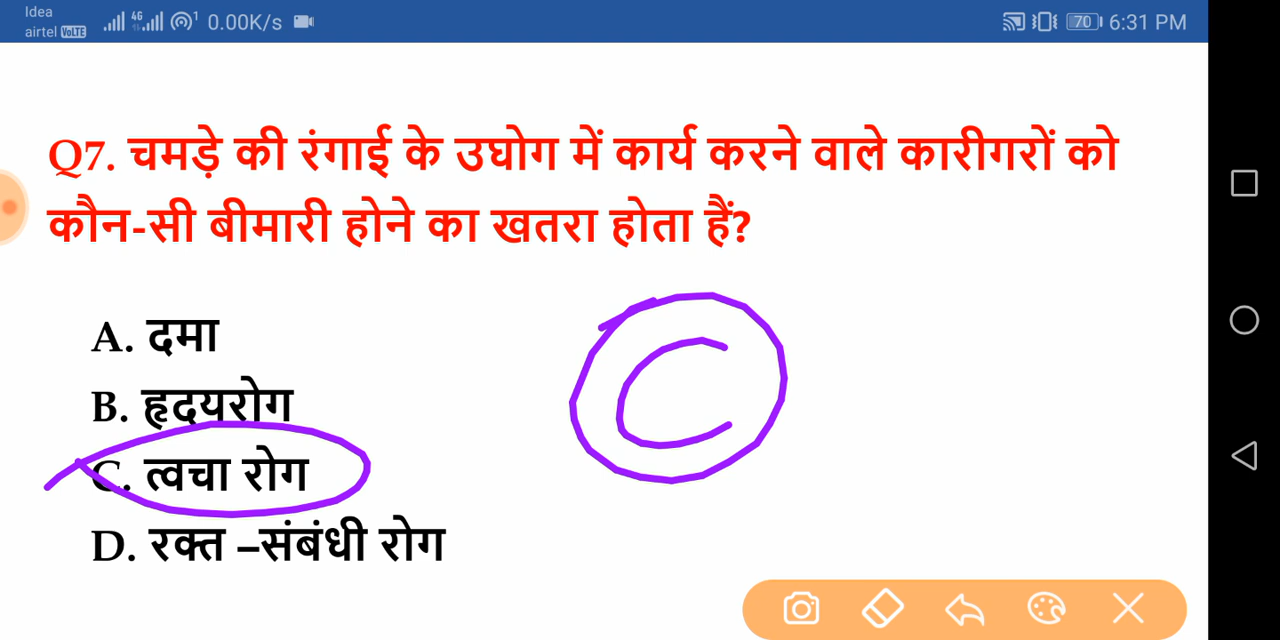 Idea
airtel VoLTE 4G 1 0.00K/s 70 6:31 PM
Q7. चमड़े की रंगाई के उघोग में कार्य करने वाले कारीगरों को
कौन-सी बीमारी होने का खतरा होता हैं?
A. दमा
B. हृदयरोग
C. त्वचा रोग
D. रक्त –संबंधी रोग
C